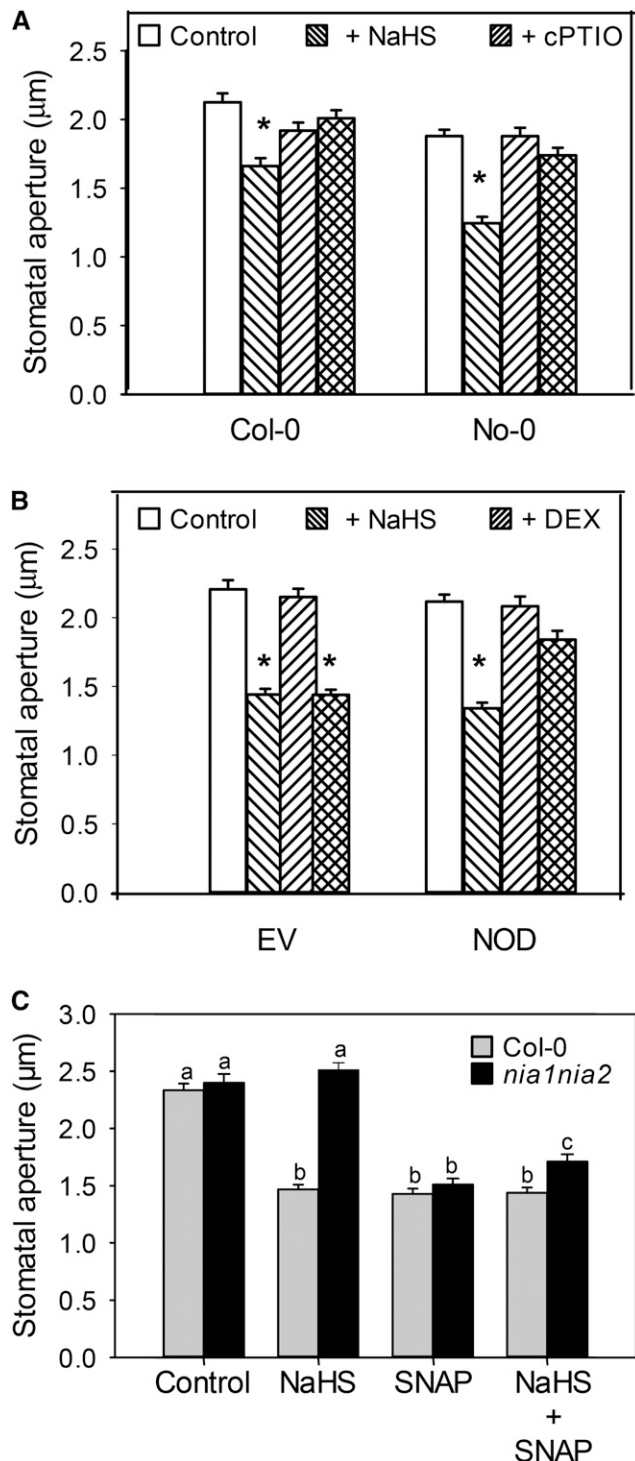 A
Control + NaHS + cPTIO
Stomatal aperture (μm)
2.5
2.0
1.5
1.0
0.5
0.0
* *
Col-0 No-0
B
Control + NaHS + DEX
Stomatal aperture (μm)
2.5
2.0
1.5
1.0
0.5
0.0
* * *
EV NOD
C
Col-0
nia1nia2
Stomatal aperture (μm)
3.0
2.5
2.0
1.5
1.0
0.5
0.0
a a b a b b b c
Control NaHS SNAP NaHS
+
SNAP